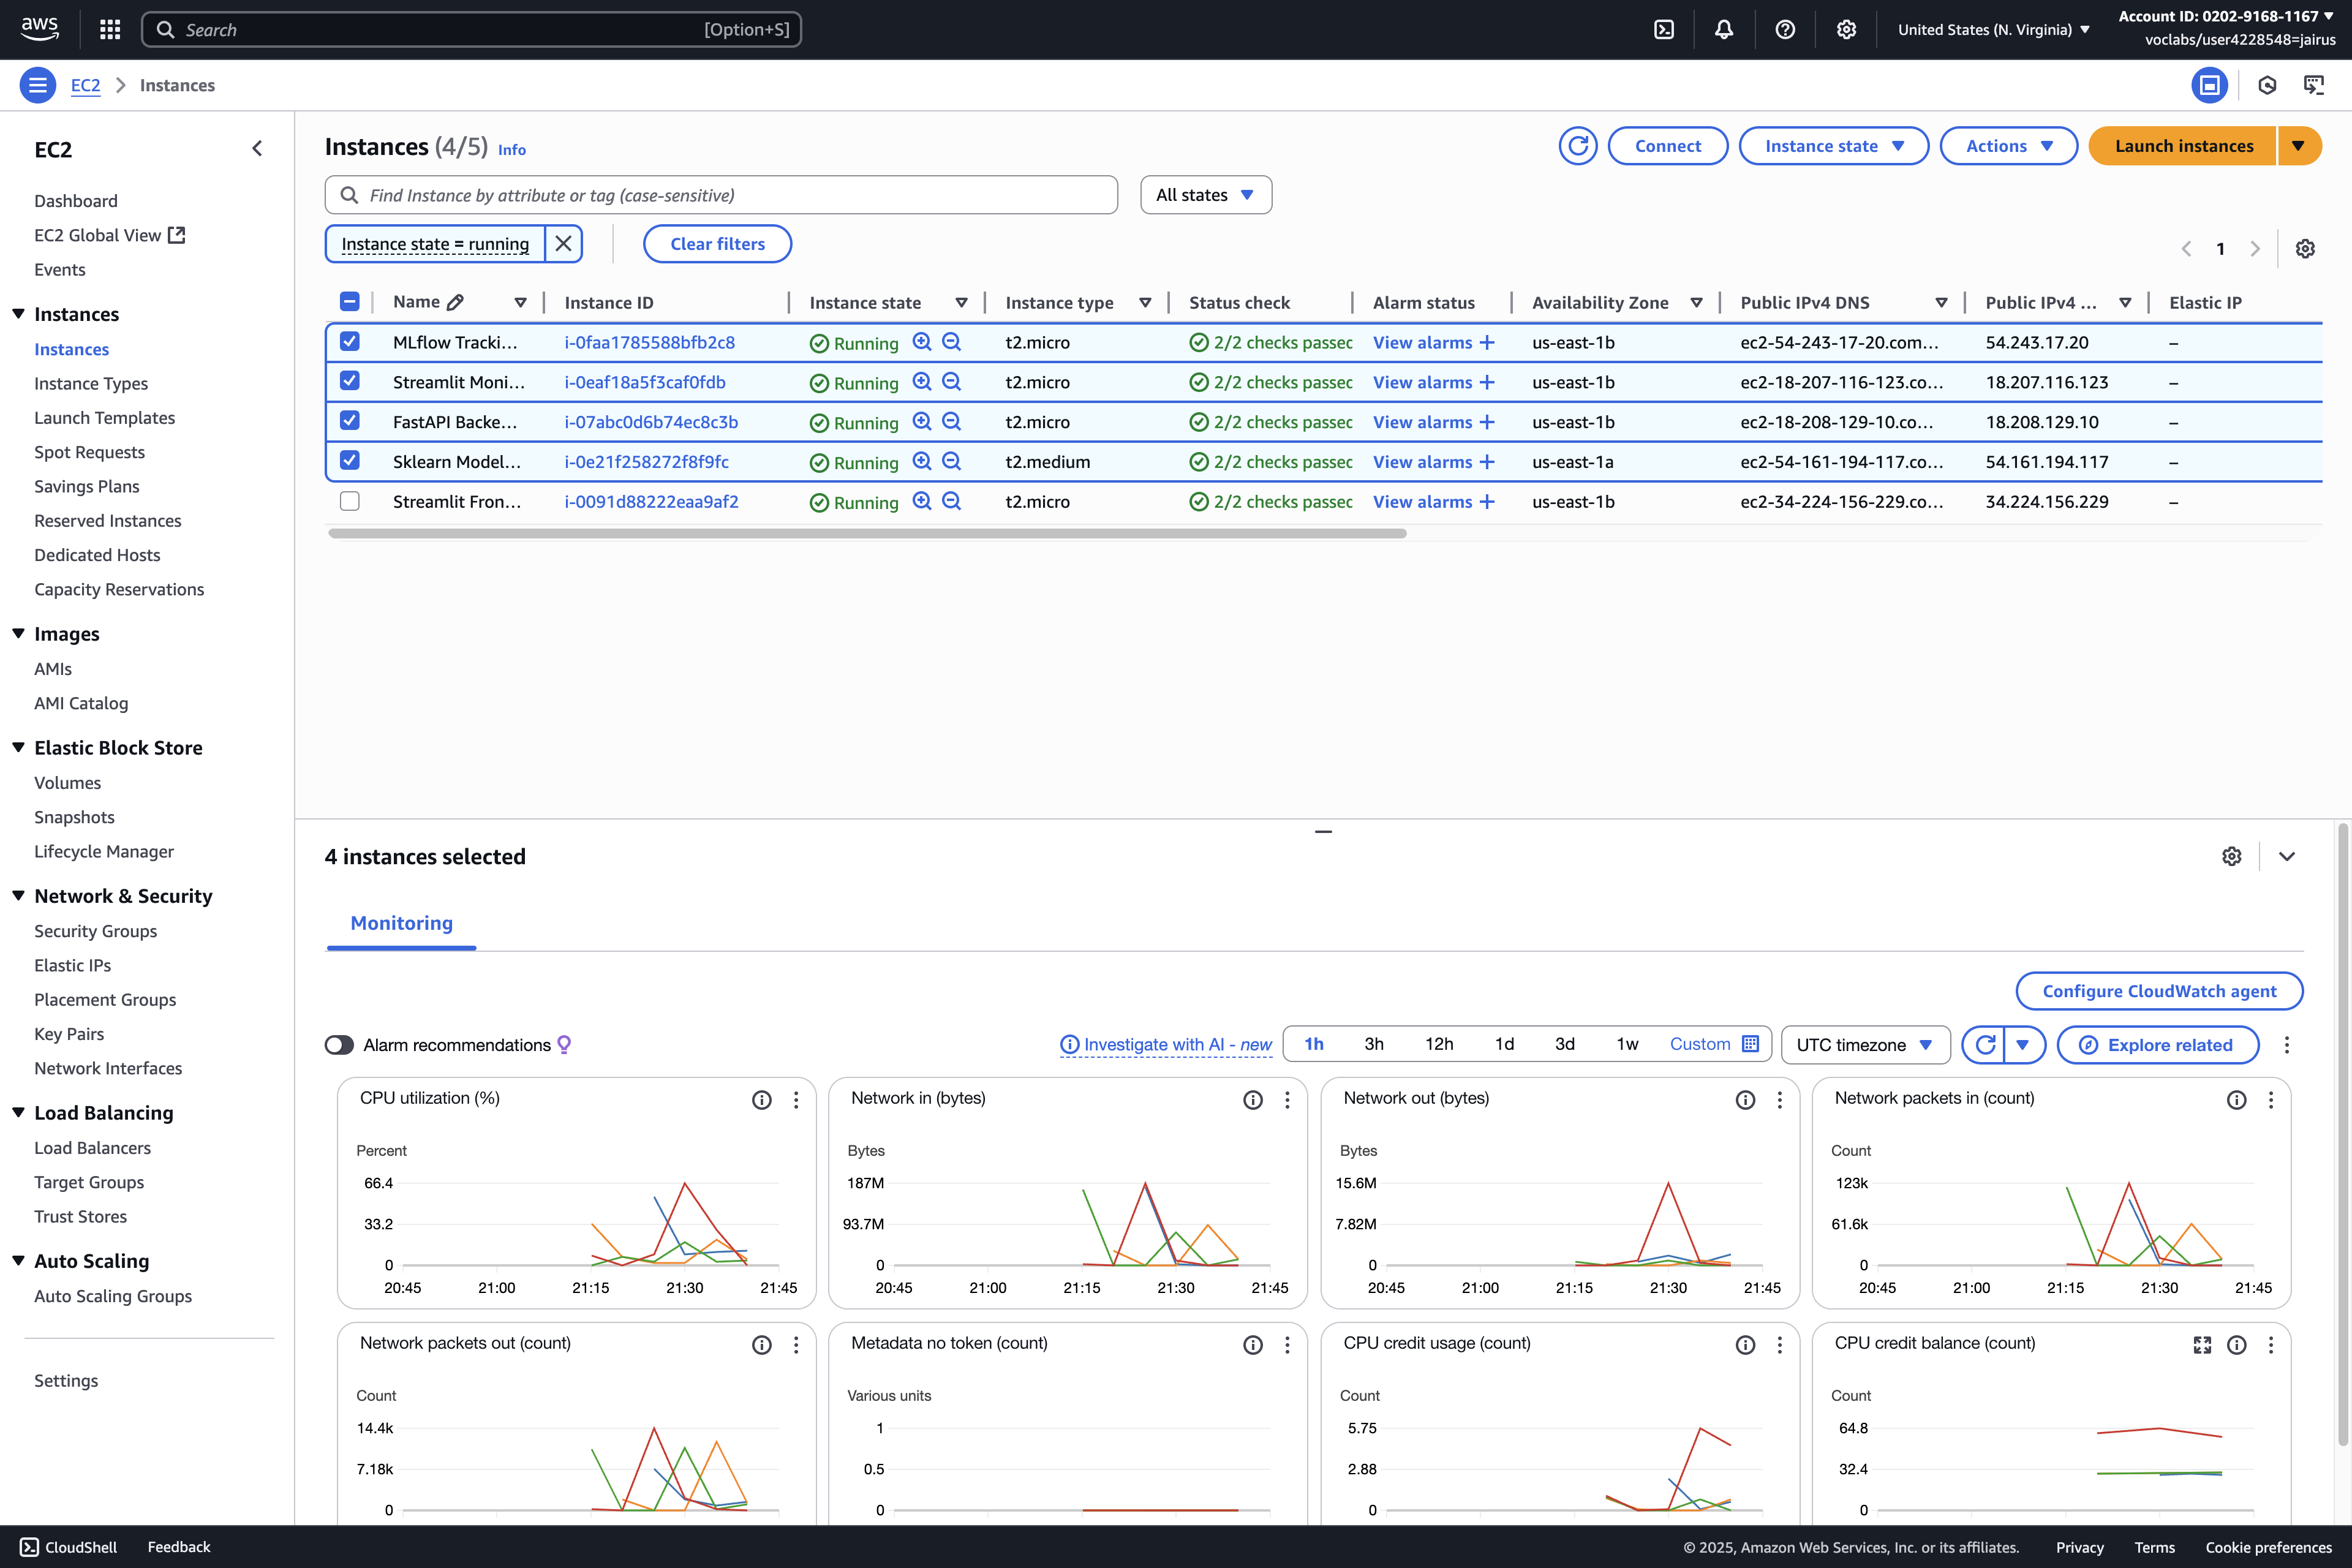 aws
Search [Option+S]
United States (N. Virginia)
Account ID: 0202-9168-1167
voclabs/user4228548=jairus
EC2 > Instances
EC2
Dashboard
EC2 Global View
Events
Instances
Instances
Instance Types
Launch Templates
Spot Requests
Savings Plans
Reserved Instances
Dedicated Hosts
Capacity Reservations
Images
AMIs
AMI Catalog
Elastic Block Store
Volumes
Snapshots
Lifecycle Manager
Network & Security
Security Groups
Elastic IPs
Placement Groups
Key Pairs
Network Interfaces
Load Balancing
Load Balancers
Target Groups
Trust Stores
Auto Scaling
Auto Scaling Groups
Settings
Instances (4/5) Info
Connect
Instance state
Actions
Launch instances
Find Instance by attribute or tag (case-sensitive)
All states
Instance state = running
Clear filters
1
Name Instance ID Instance state Instance type Status check Alarm status Availability Zone Public IPv4 DNS Public IPv4 ... Elastic IP
MLflow Tracki... i-0faa1785588bfb2c8 Running t2.micro 2/2 checks passec View alarms + us-east-1b ec2-54-243-17-20.com... 54.243.17.20 –
Streamlit Moni... i-0eaf18a5f3caf0fdb Running t2.micro 2/2 checks passec View alarms + us-east-1b ec2-18-207-116-123.co... 18.207.116.123 –
FastAPI Backe... i-07abc0d6b74ec8c3b Running t2.micro 2/2 checks passec View alarms + us-east-1b ec2-18-208-129-10.co... 18.208.129.10 –
Sklearn Model... i-0e21f258272f8f9fc Running t2.medium 2/2 checks passec View alarms + us-east-1a ec2-54-161-194-117.co... 54.161.194.117 –
Streamlit Fron... i-0091d88222eaa9af2 Running t2.micro 2/2 checks passec View alarms + us-east-1b ec2-34-224-156-229.co... 34.224.156.229 –
4 instances selected
Monitoring
Configure CloudWatch agent
Alarm recommendations
Investigate with AI - new
1h 3h 12h 1d 3d 1w Custom
UTC timezone
Explore related
CPU utilization (%)
Percent
66.4
33.2
0
20:45 21:00 21:15 21:30 21:45
Network in (bytes)
Bytes
187M
93.7M
0
20:45 21:00 21:15 21:30 21:45
Network out (bytes)
Bytes
15.6M
7.82M
0
20:45 21:00 21:15 21:30 21:45
Network packets in (count)
Count
123k
61.6k
0
20:45 21:00 21:15 21:30 21:45
Network packets out (count)
Count
14.4k
7.18k
0
Metadata no token (count)
Various units
1
0.5
0
CPU credit usage (count)
Count
5.75
2.88
0
CPU credit balance (count)
Count
64.8
32.4
0
CloudShell
Feedback
© 2025, Amazon Web Services, Inc. or its affiliates.
Privacy
Terms
Cookie preferences